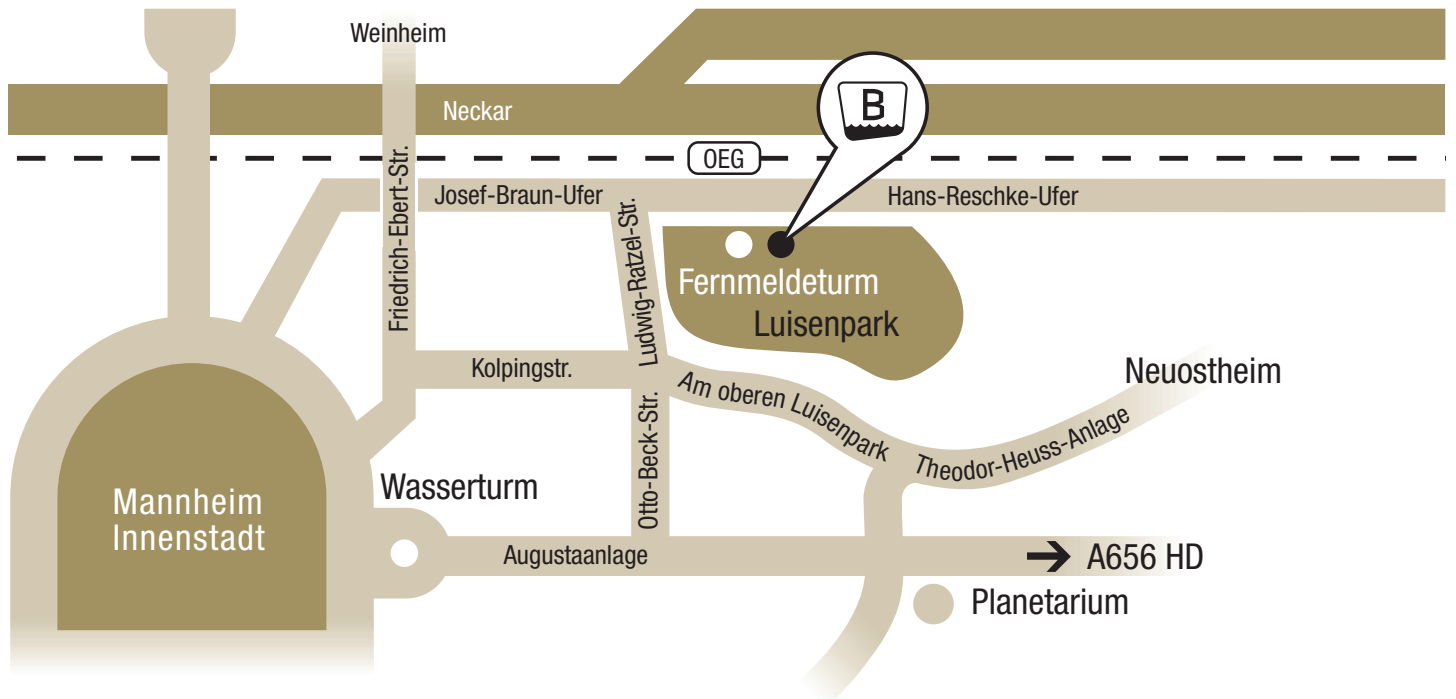 Weinheim
Neckar
B
OEG
Josef-Braun-Ufer
Hans-Reschke-Ufer
Friedrich-Ebert-Str.
Ludwig-Ratzel-Str.
Fernmeldeturm
Luisenpark
Kolpingstr.
Am oberen Luisenpark
Neuostheim
Theodor-Heuss-Anlage
Otto-Beck-Str.
Wasserturm
Mannheim
Innenstadt
Augustaanlage
A656 HD
Planetarium